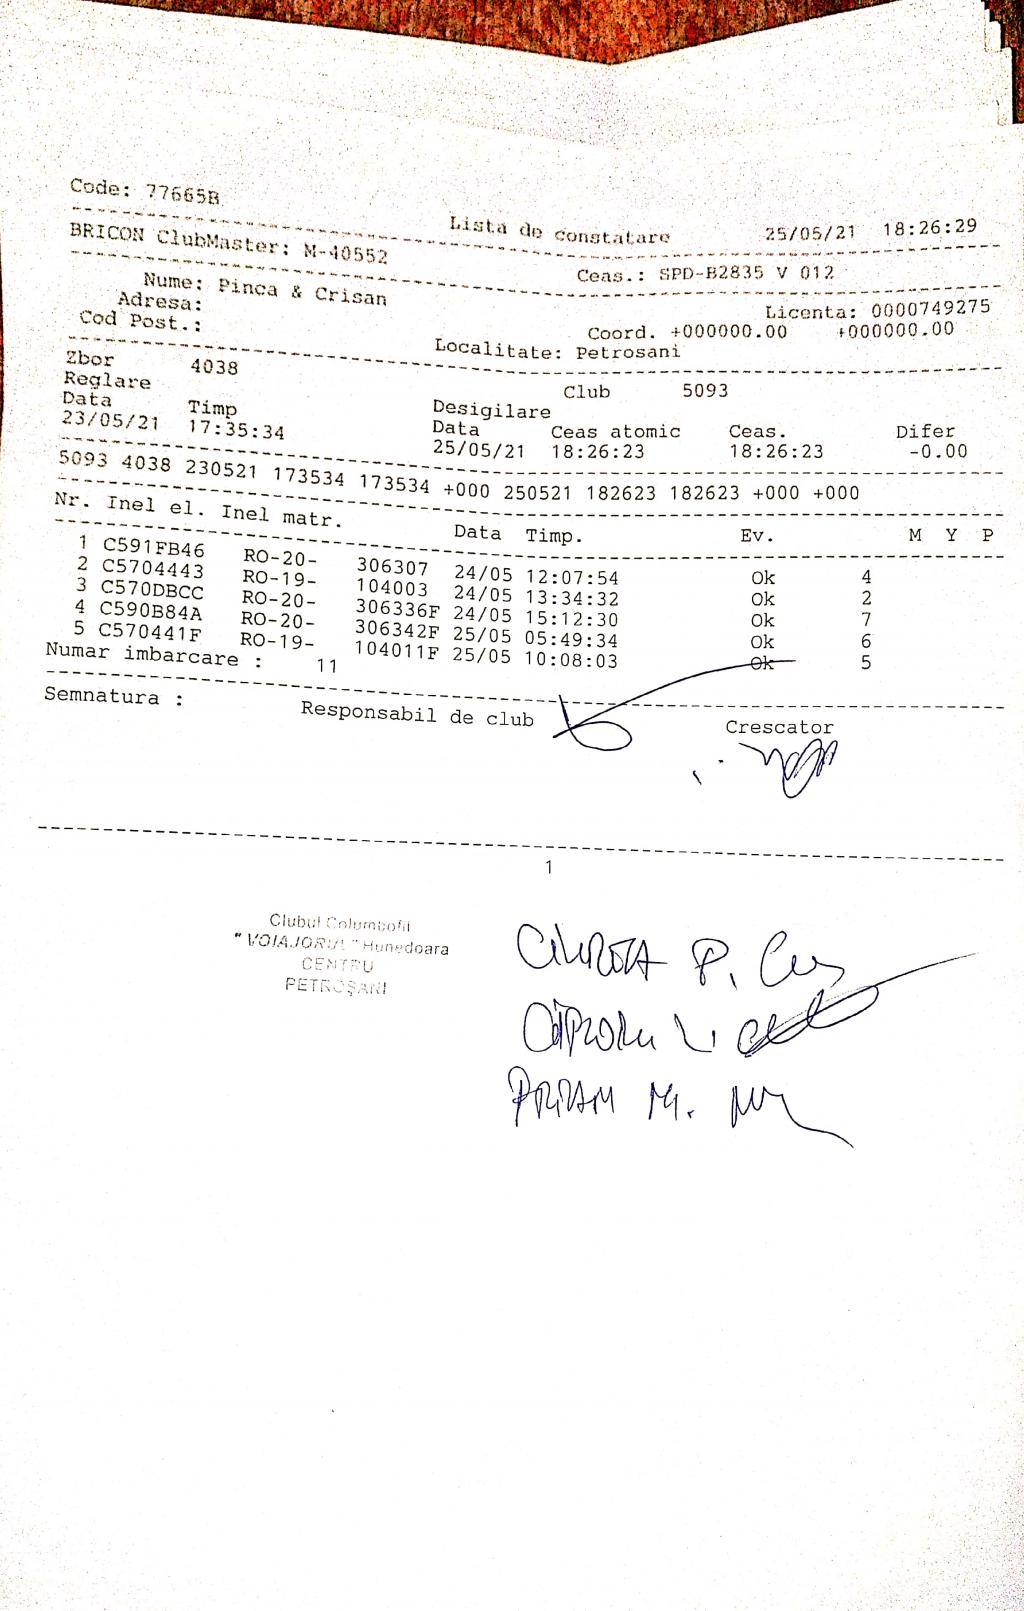 Code: 77665B
Lista de constatare 25/05/21 18:26:29
BRICON ClubMaster: M-40552
Ceas.: SPD-B2835 V 012
Nume: Pinca & Crisan
Licenta: 0000749275
Adresa:
Coord. +000000.00 +000000.00
Cod Post.:
Localitate: Petrosani
Zbor 4038 Club 5093
Reglare Desigilare
Data Timp Data Ceas atomic Ceas. Difer
23/05/21 17:35:34 25/05/21 18:26:23 18:26:23 -0.00
5093 4038 230521 173534 173534 +000 250521 182623 182623 +000 +000
Nr. Inel el. Inel matr. Data Timp. Ev. M Y P
1 C591FB46 RO-20- 306307 24/05 12:07:54 Ok 4
2 C5704443 RO-19- 104003 24/05 13:34:32 Ok 2
3 C570DBCC RO-20- 306336F 24/05 15:12:30 Ok 7
4 C590B84A RO-20- 306342F 25/05 05:49:34 Ok 6
5 C570441F RO-19- 104011F 25/05 10:08:03 Ok 5
Numar imbarcare : 11
Semnatura : Responsabil de club Crescator
1
Clubul Columbofil
"VOIAJORUL" Hunedoara
CENTRU
PETROŞANI
P.
M.